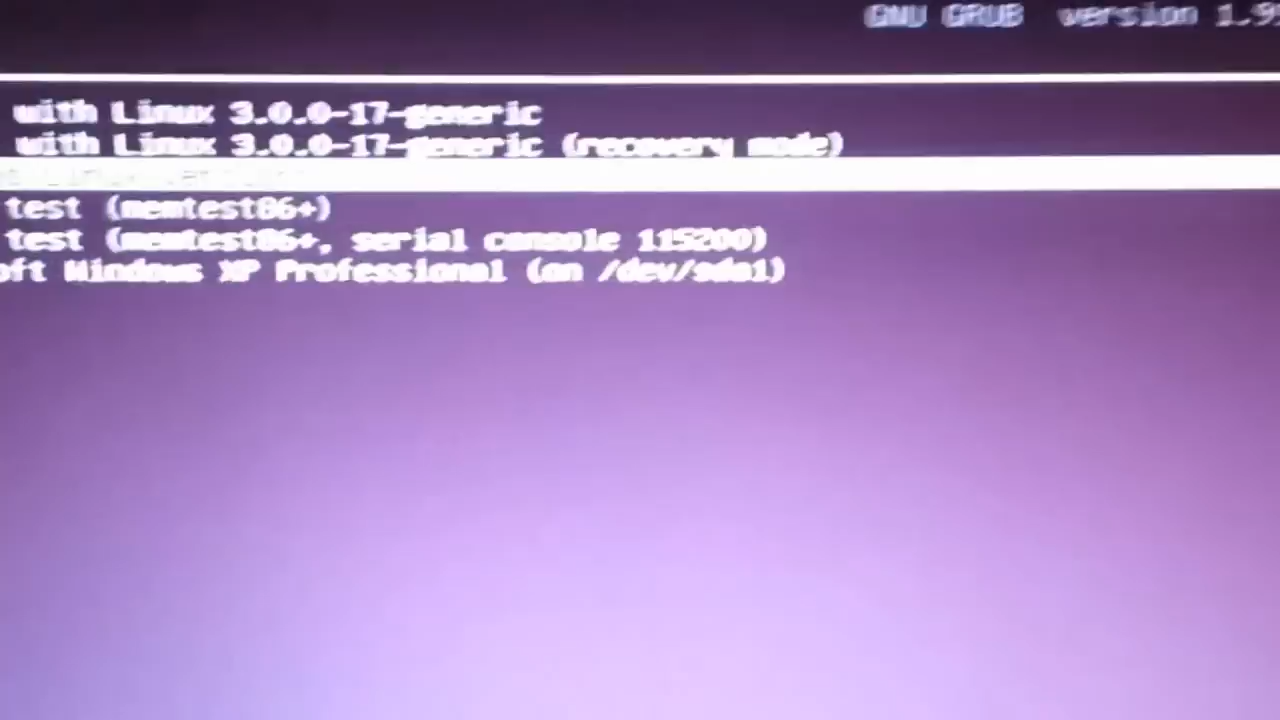 GNU GRUB version 1.9
with Linux 3.0.0-17-generic
with Linux 3.0.0-17-generic (recovery mode)
test (memtest86+)
test (memtest86+, serial console 115200)
oft Windows XP Professional (on /dev/sda1)